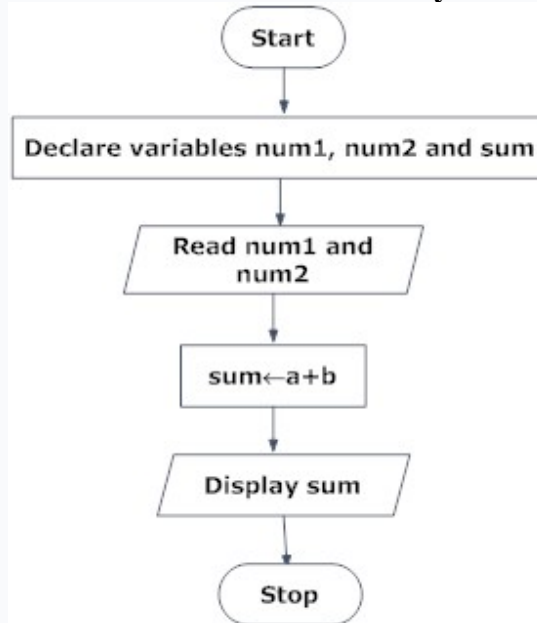 Start
Declare variables num1, num2 and sum
Read num1 and
num2
sum←a+b
Display sum
Stop